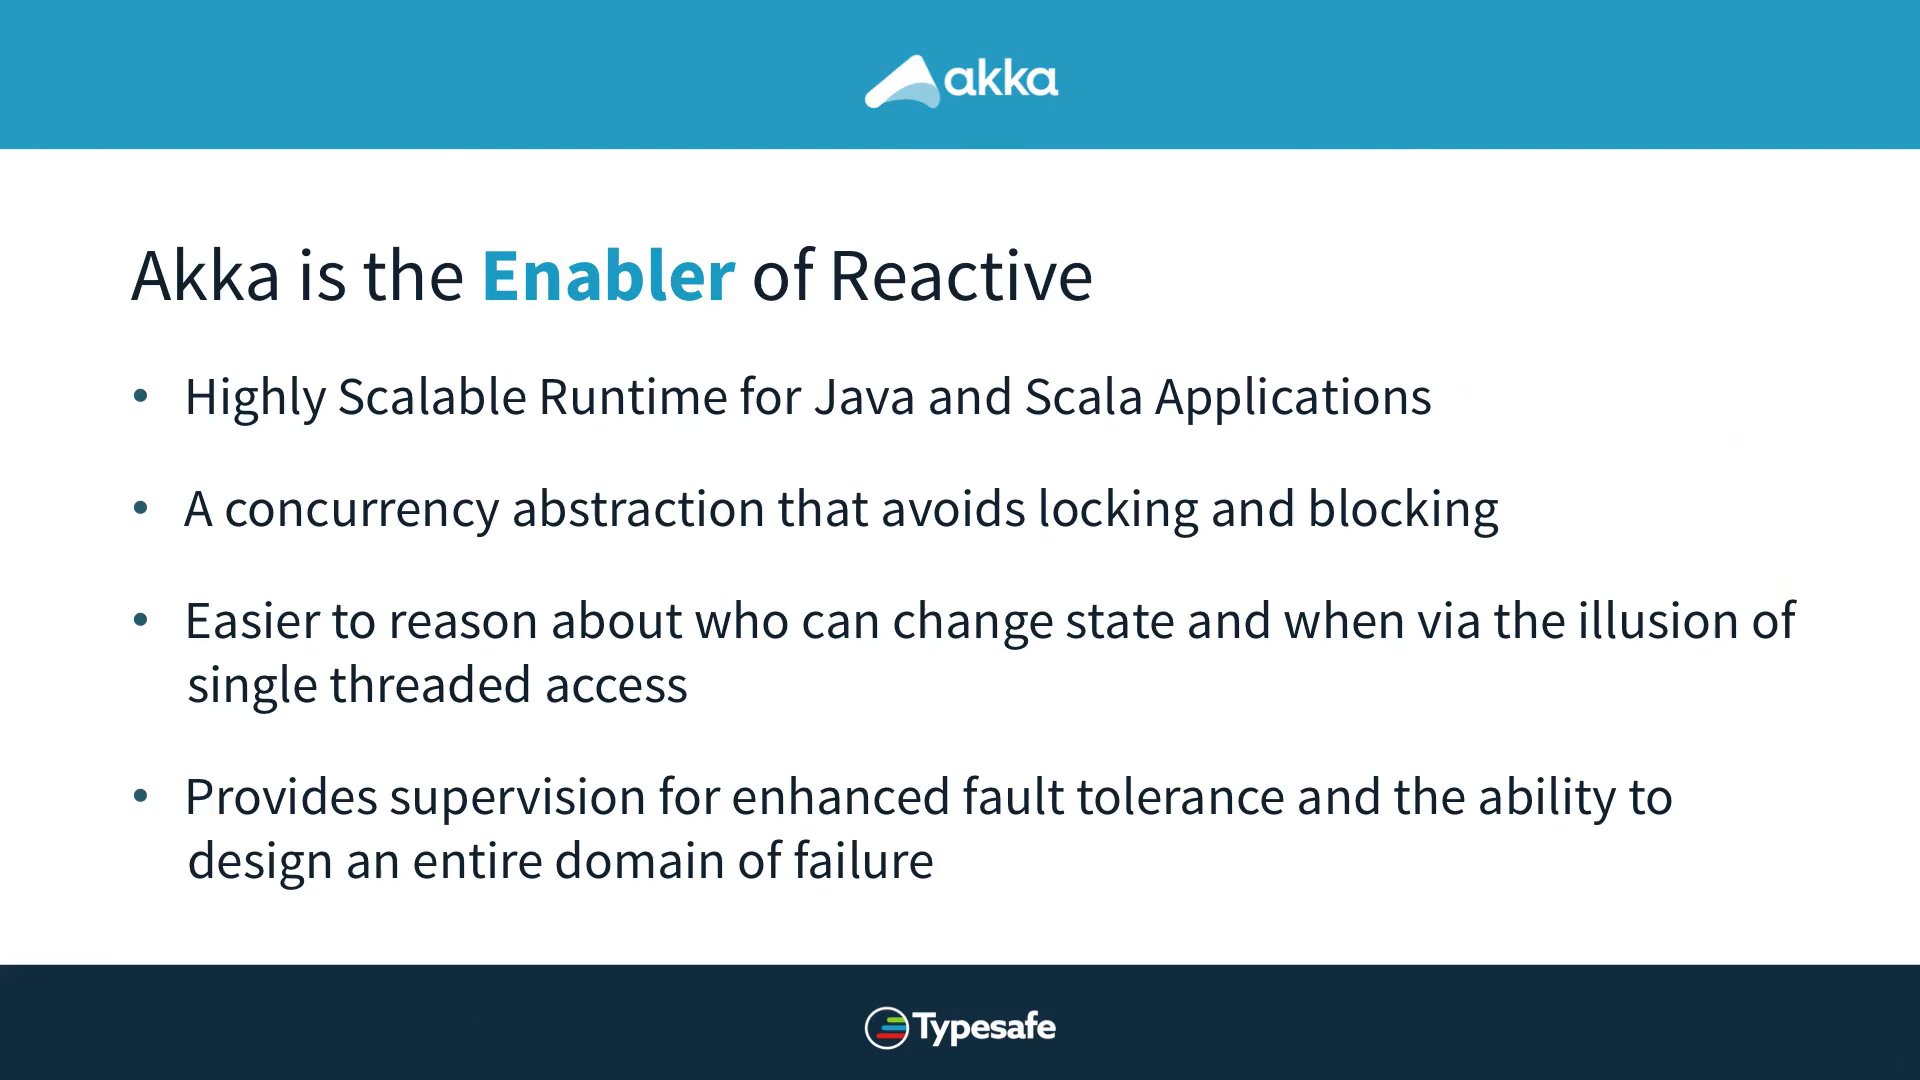 akka
Akka is the Enabler of Reactive
• Highly Scalable Runtime for Java and Scala Applications
• A concurrency abstraction that avoids locking and blocking
• Easier to reason about who can change state and when via the illusion of
single threaded access
• Provides supervision for enhanced fault tolerance and the ability to
design an entire domain of failure
Typesafe